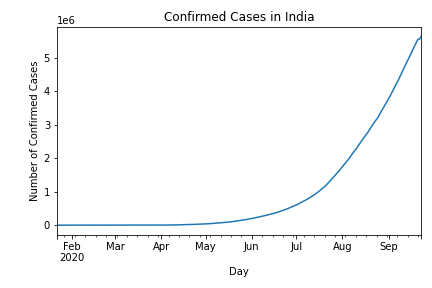 Confirmed Cases in India
1e6
5
4
3
2
1
0
Number of Confirmed Cases
Feb Mar Apr May Jun Jul Aug Sep
2020
Day